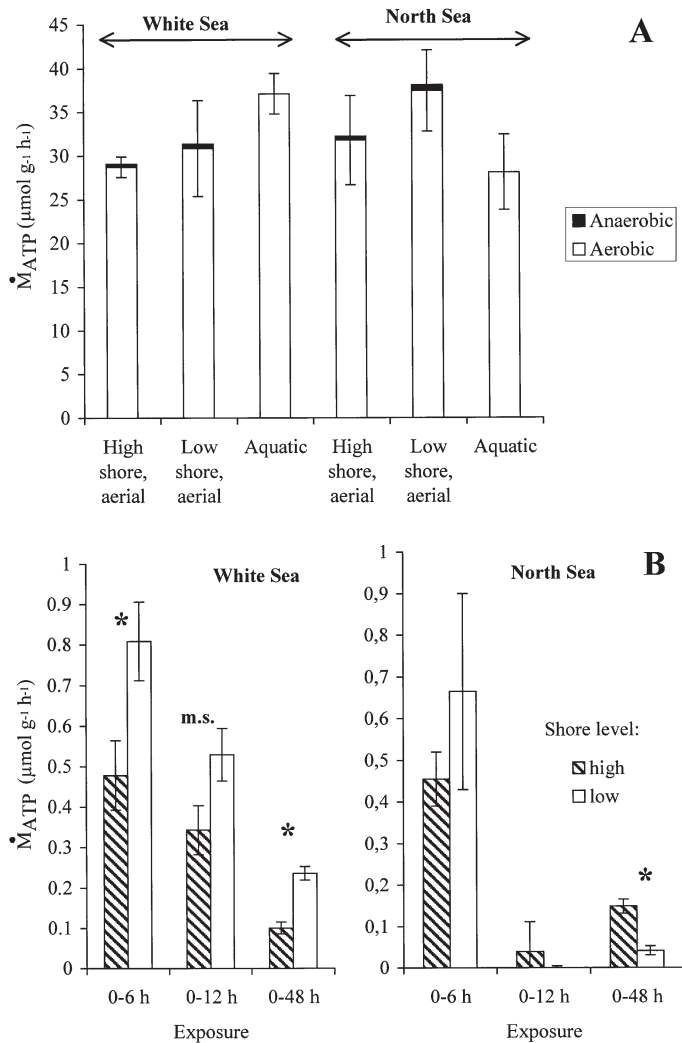 White Sea
North Sea
A
45
40
35
30
25
20
15
10
5
0
ṀATP (μmol g-1 h-1)
Anaerobic
Aerobic
High shore, aerial
Low shore, aerial
Aquatic
High shore, aerial
Low shore, aerial
Aquatic
White Sea
1
0.9
0.8
0.7
0.6
0.5
0.4
0.3
0.2
0.1
0
ṀATP (μmol g-1 h-1)
*
m.s.
*
0-6 h 0-12 h 0-48 h
Exposure
North Sea
B
1
0,9
0,8
0,7
0,6
0,5
0,4
0,3
0,2
0,1
0
Shore level:
high
low
*
0-6 h 0-12 h 0-48 h
Exposure